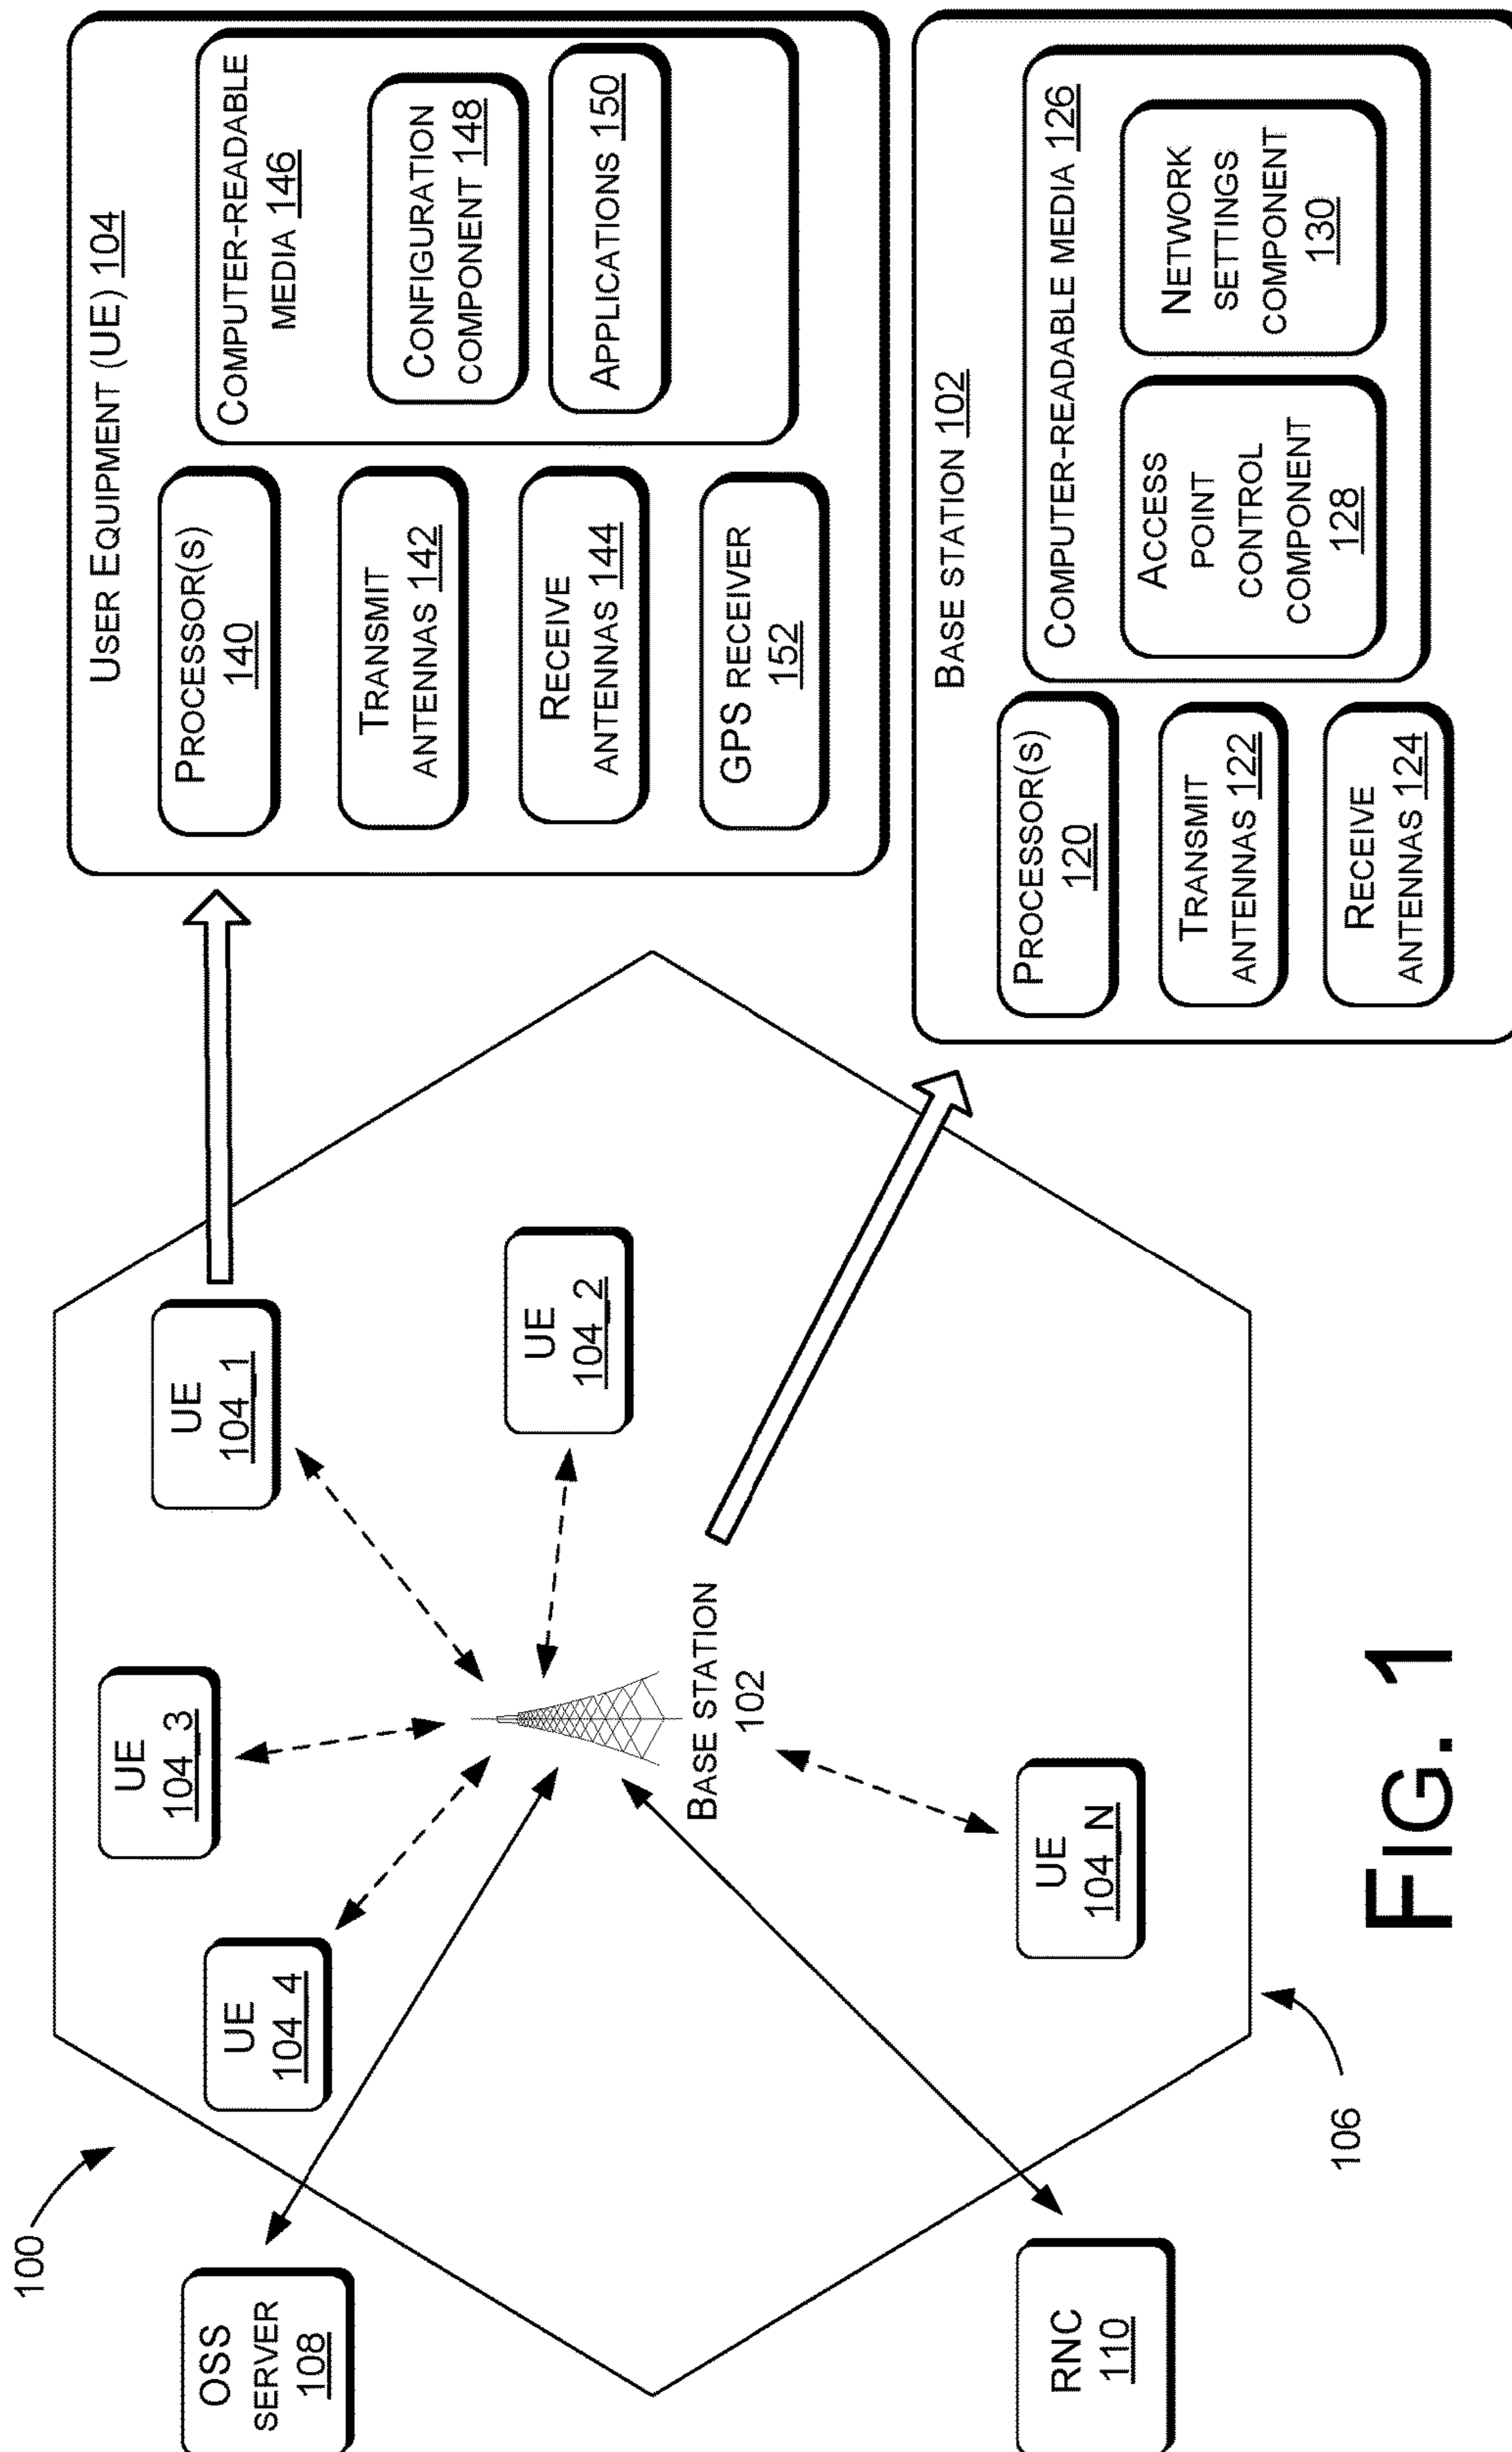 100
OSS
SERVER
108
RNC
110
UE
104_4
UE
104_3
UE
104_1
UE
104_2
BASE STATION
102
UE
104_N
106
USER EQUIPMENT (UE) 104
PROCESSOR(S)
140
TRANSMIT
ANTENNAS 142
RECEIVE
ANTENNAS 144
GPS RECEIVER
152
COMPUTER-READABLE
MEDIA 146
CONFIGURATION
COMPONENT 148
APPLICATIONS 150
BASE STATION 102
PROCESSOR(S)
120
TRANSMIT
ANTENNAS 122
RECEIVE
ANTENNAS 124
COMPUTER-READABLE MEDIA 126
ACCESS
POINT
CONTROL
COMPONENT
128
NETWORK
SETTINGS
COMPONENT
130
FIG. 1